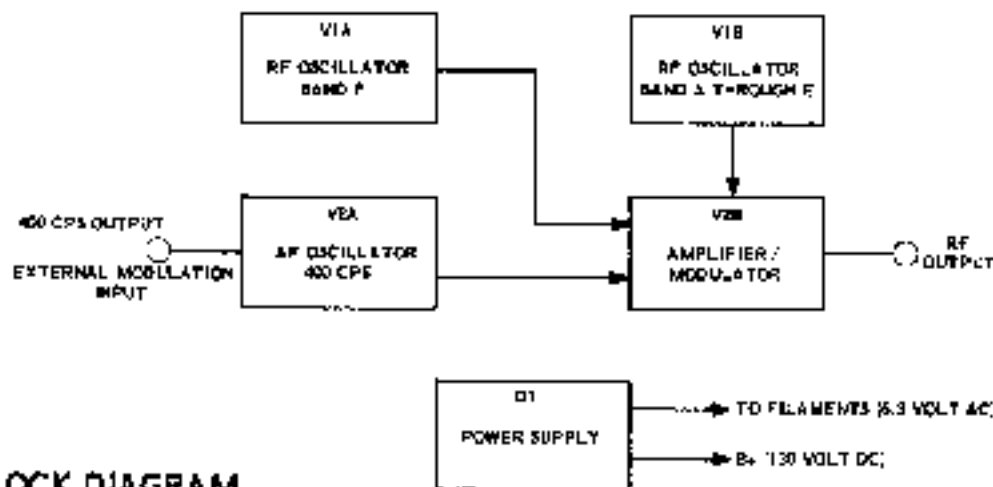 V1A
RF OSCILLATOR
BAND F
V1B
RF OSCILLATOR
BAND A THROUGH E
400 CPS OUTPUT
EXTERNAL MODULATION
INPUT
V2A
AF OSCILLATOR
400 CPS
V2B
AMPLIFIER /
MODULATOR
RF
OUTPUT
POWER SUPPLY
TO FILAMENTS (6.3 VOLT AC)
B+ (130 VOLT DC)
OCK DIAGRAM